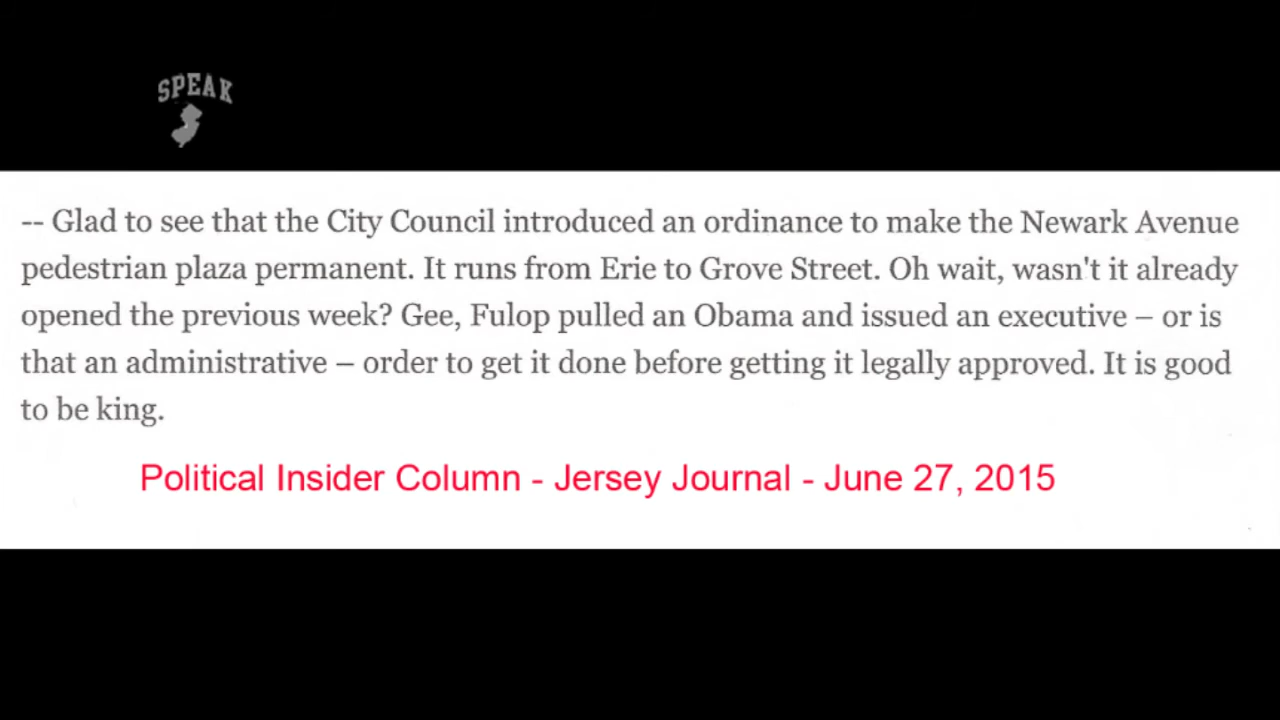 SPEAK
-- Glad to see that the City Council introduced an ordinance to make the Newark Avenue
pedestrian plaza permanent. It runs from Erie to Grove Street. Oh wait, wasn't it already
opened the previous week? Gee, Fulop pulled an Obama and issued an executive – or is
that an administrative – order to get it done before getting it legally approved. It is good
to be king.
Political Insider Column - Jersey Journal - June 27, 2015